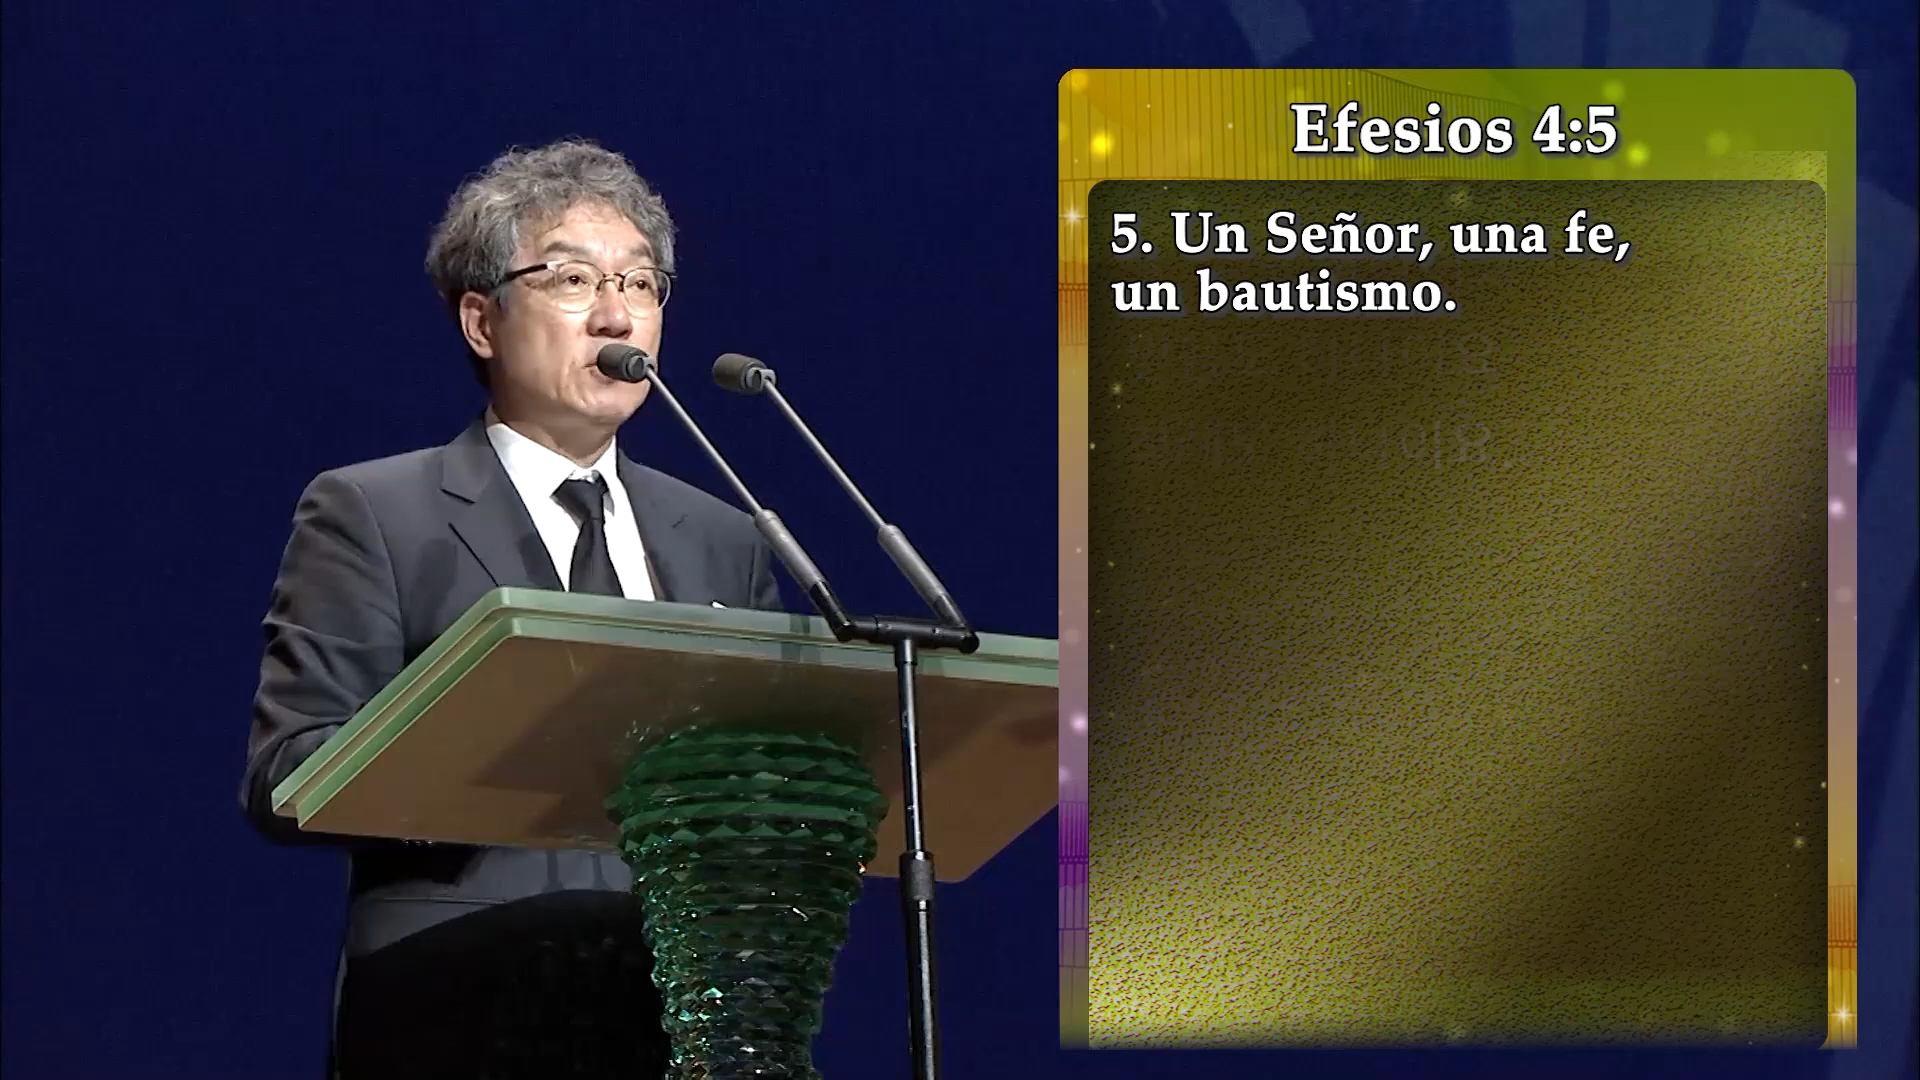 Efesios 4:5
5. Un Señor, una fe,
un bautismo.